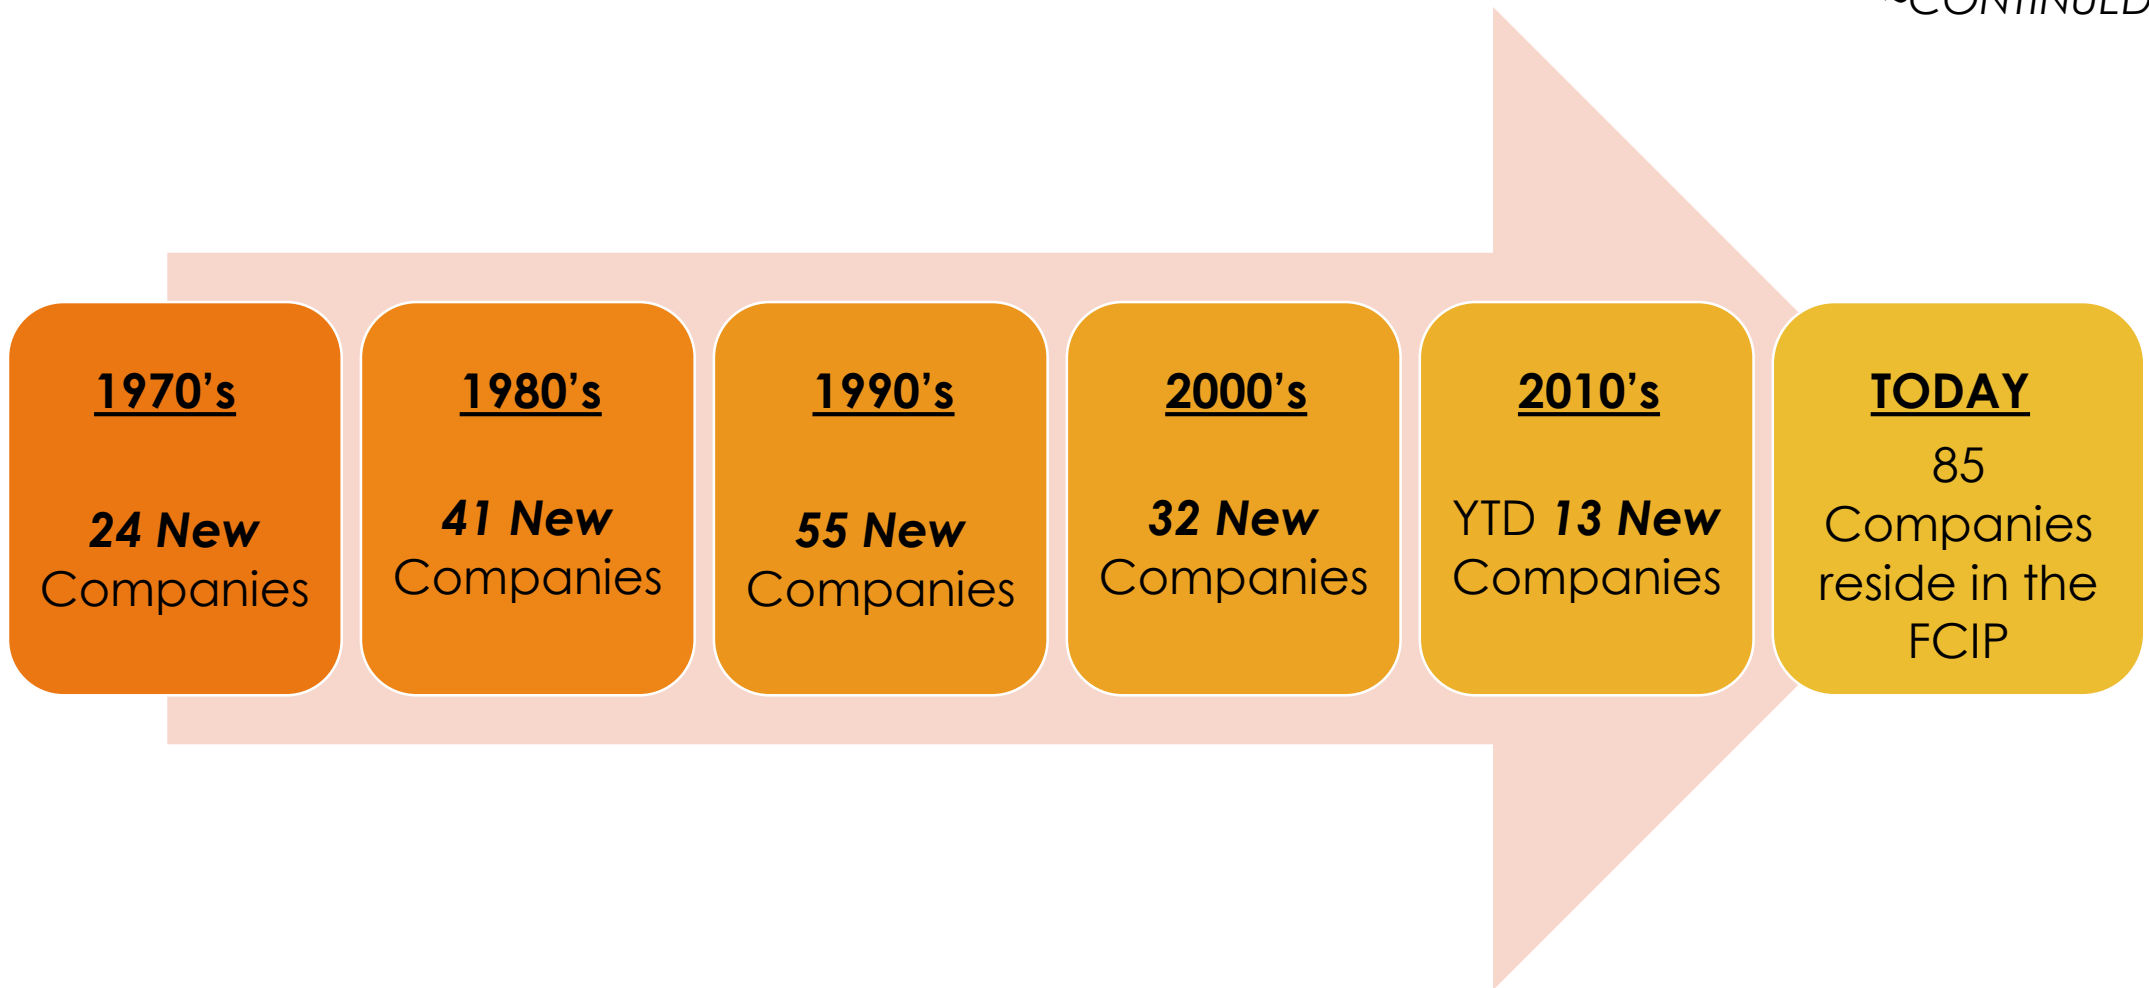 ~CONTINUED
1970’s
24 New
Companies
1980’s
41 New
Companies
1990’s
55 New
Companies
2000’s
32 New
Companies
2010’s
YTD 13 New
Companies
TODAY
85
Companies
reside in the
FCIP